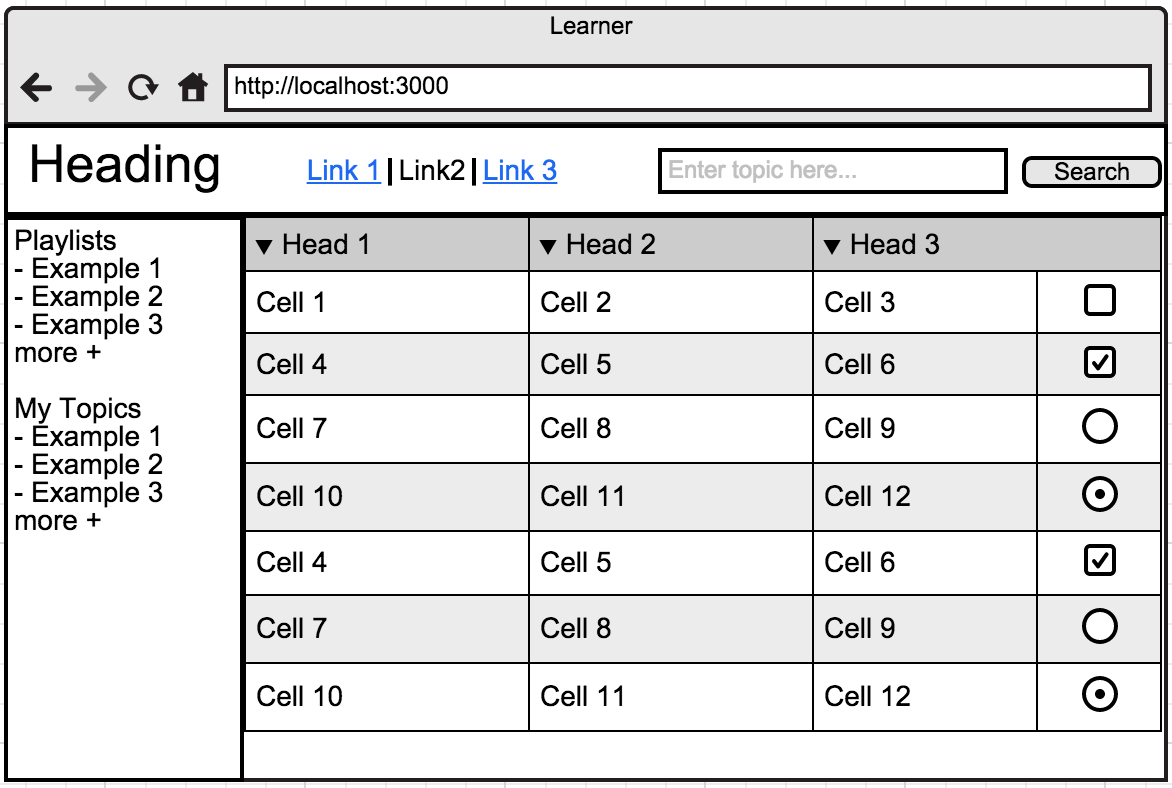 Learner
http://localhost:3000
Heading
Link 1 | Link2 | Link 3
Enter topic here...
Search
Playlists
- Example 1
- Example 2
- Example 3
more +
My Topics
- Example 1
- Example 2
- Example 3
more +
▼ Head 1 ▼ Head 2 ▼ Head 3
Cell 1 Cell 2 Cell 3
Cell 4 Cell 5 Cell 6
Cell 7 Cell 8 Cell 9
Cell 10 Cell 11 Cell 12
Cell 4 Cell 5 Cell 6
Cell 7 Cell 8 Cell 9
Cell 10 Cell 11 Cell 12